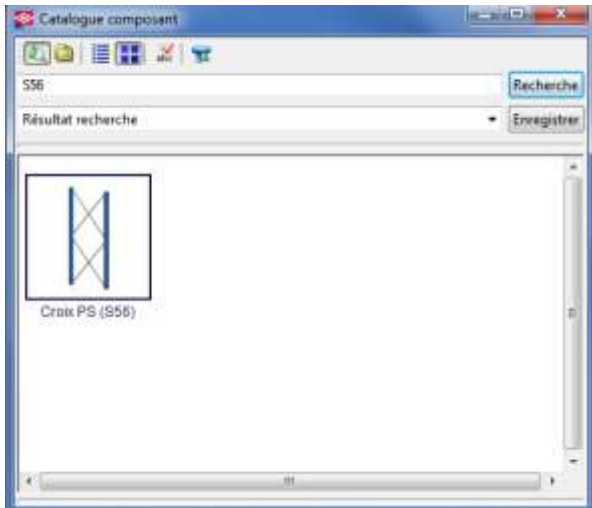 Catalogue composant
S56
Recherche
Résultat recherche
Enregistrer
Croix PS (S56)